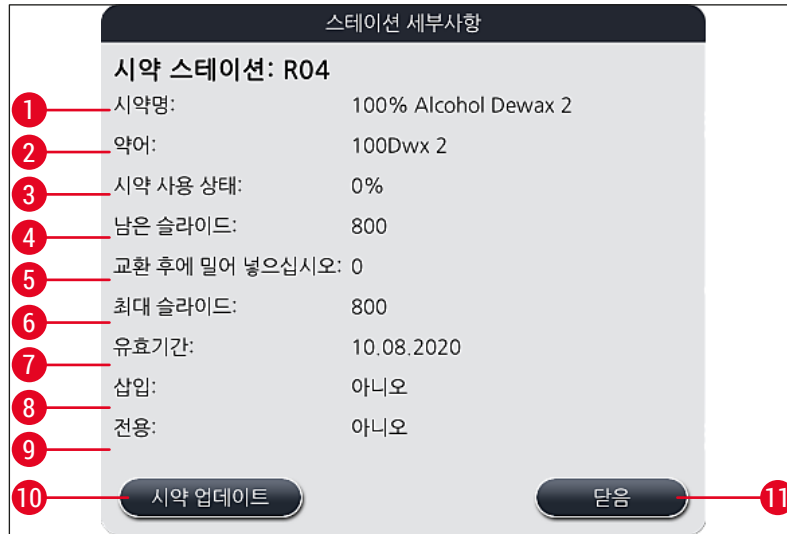 스테이션 세부사항
시약 스테이션: R04
1 시약명: 100% Alcohol Dewax 2
2 약어: 100Dwx 2
3 시약 사용 상태: 0%
4 남은 슬라이드: 800
5 교환 후에 밀어 넣으십시오: 0
6 최대 슬라이드: 800
7 유효기간: 10.08.2020
8 삽입: 아니오
9 전용: 아니오
10 시약 업데이트 닫음 11